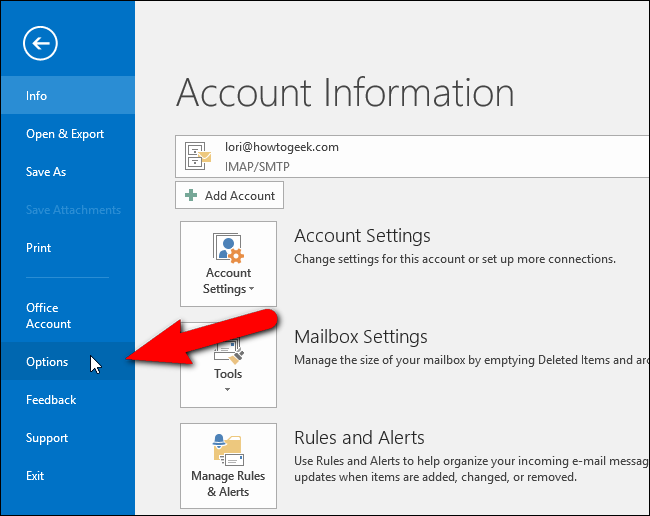 Info
Open & Export
Save As
Save Attachments
Print
Office
Account
Options
Feedback
Support
Exit
Account Information
lori@howtogeek.com
IMAP/SMTP
Add Account
Account
Settings
Account Settings
Change settings for this account or set up more connections.
Tools
Mailbox Settings
Manage the size of your mailbox by emptying Deleted Items and
Manage Rules
& Alerts
Rules and Alerts
Use Rules and Alerts to help organize your incoming e-mail
updates when items are added, changed, or removed.